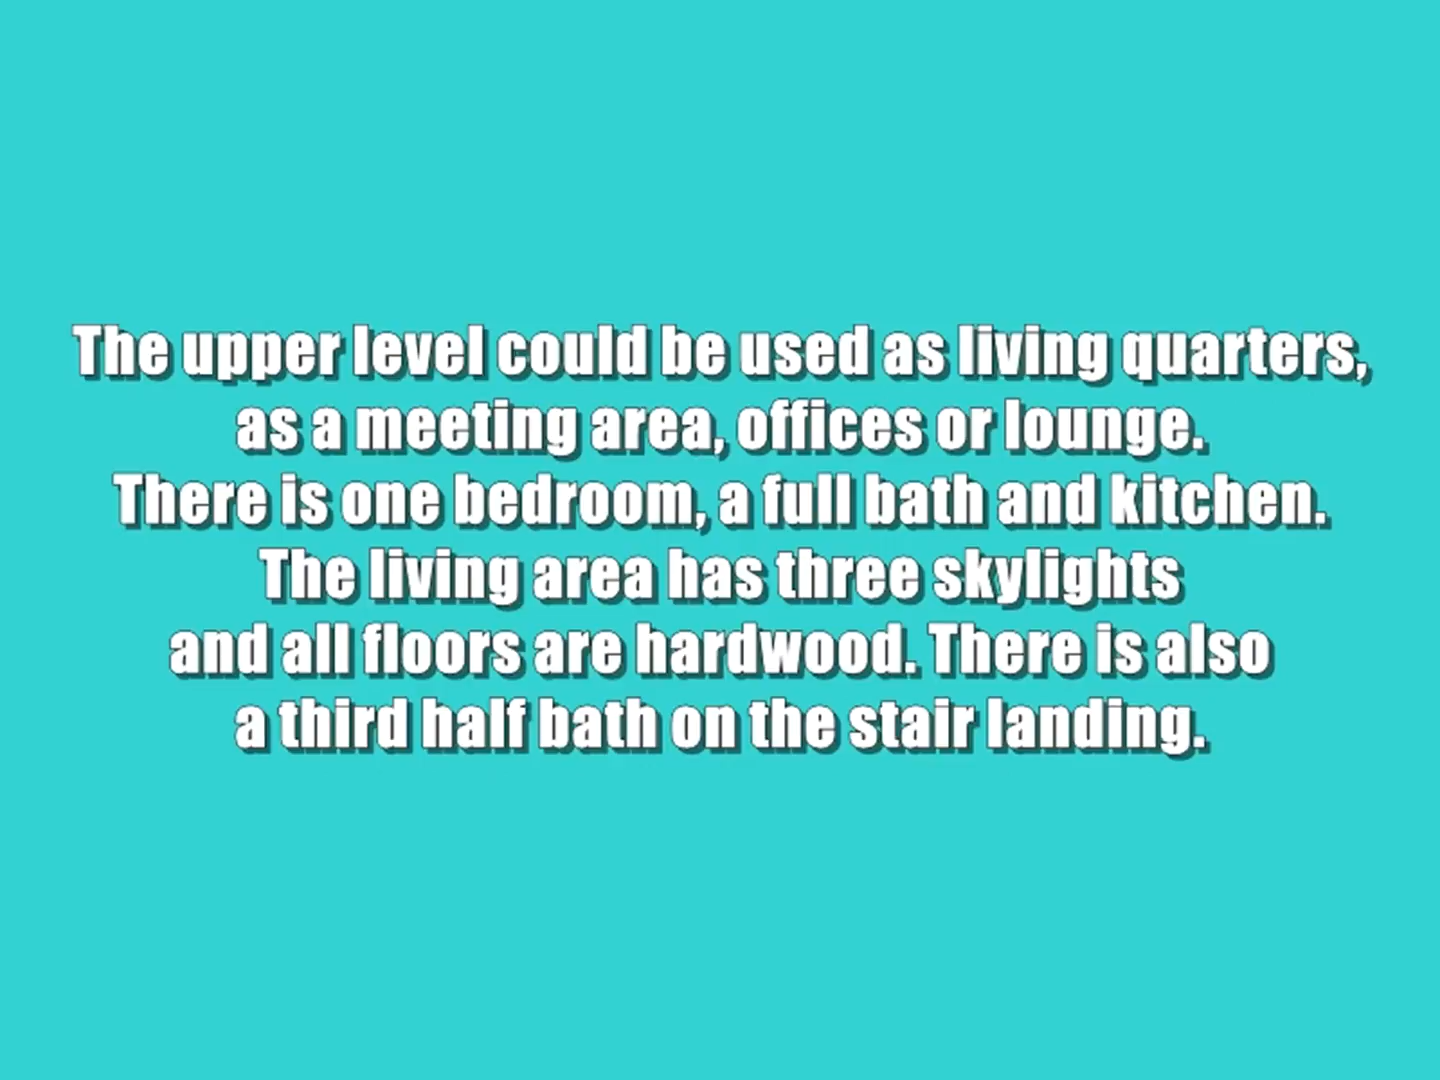 The upper level could be used as living quarters,
as a meeting area, offices or lounge.
There is one bedroom, a full bath and kitchen.
The living area has three skylights
and all floors are hardwood. There is also
a third half bath on the stair landing.